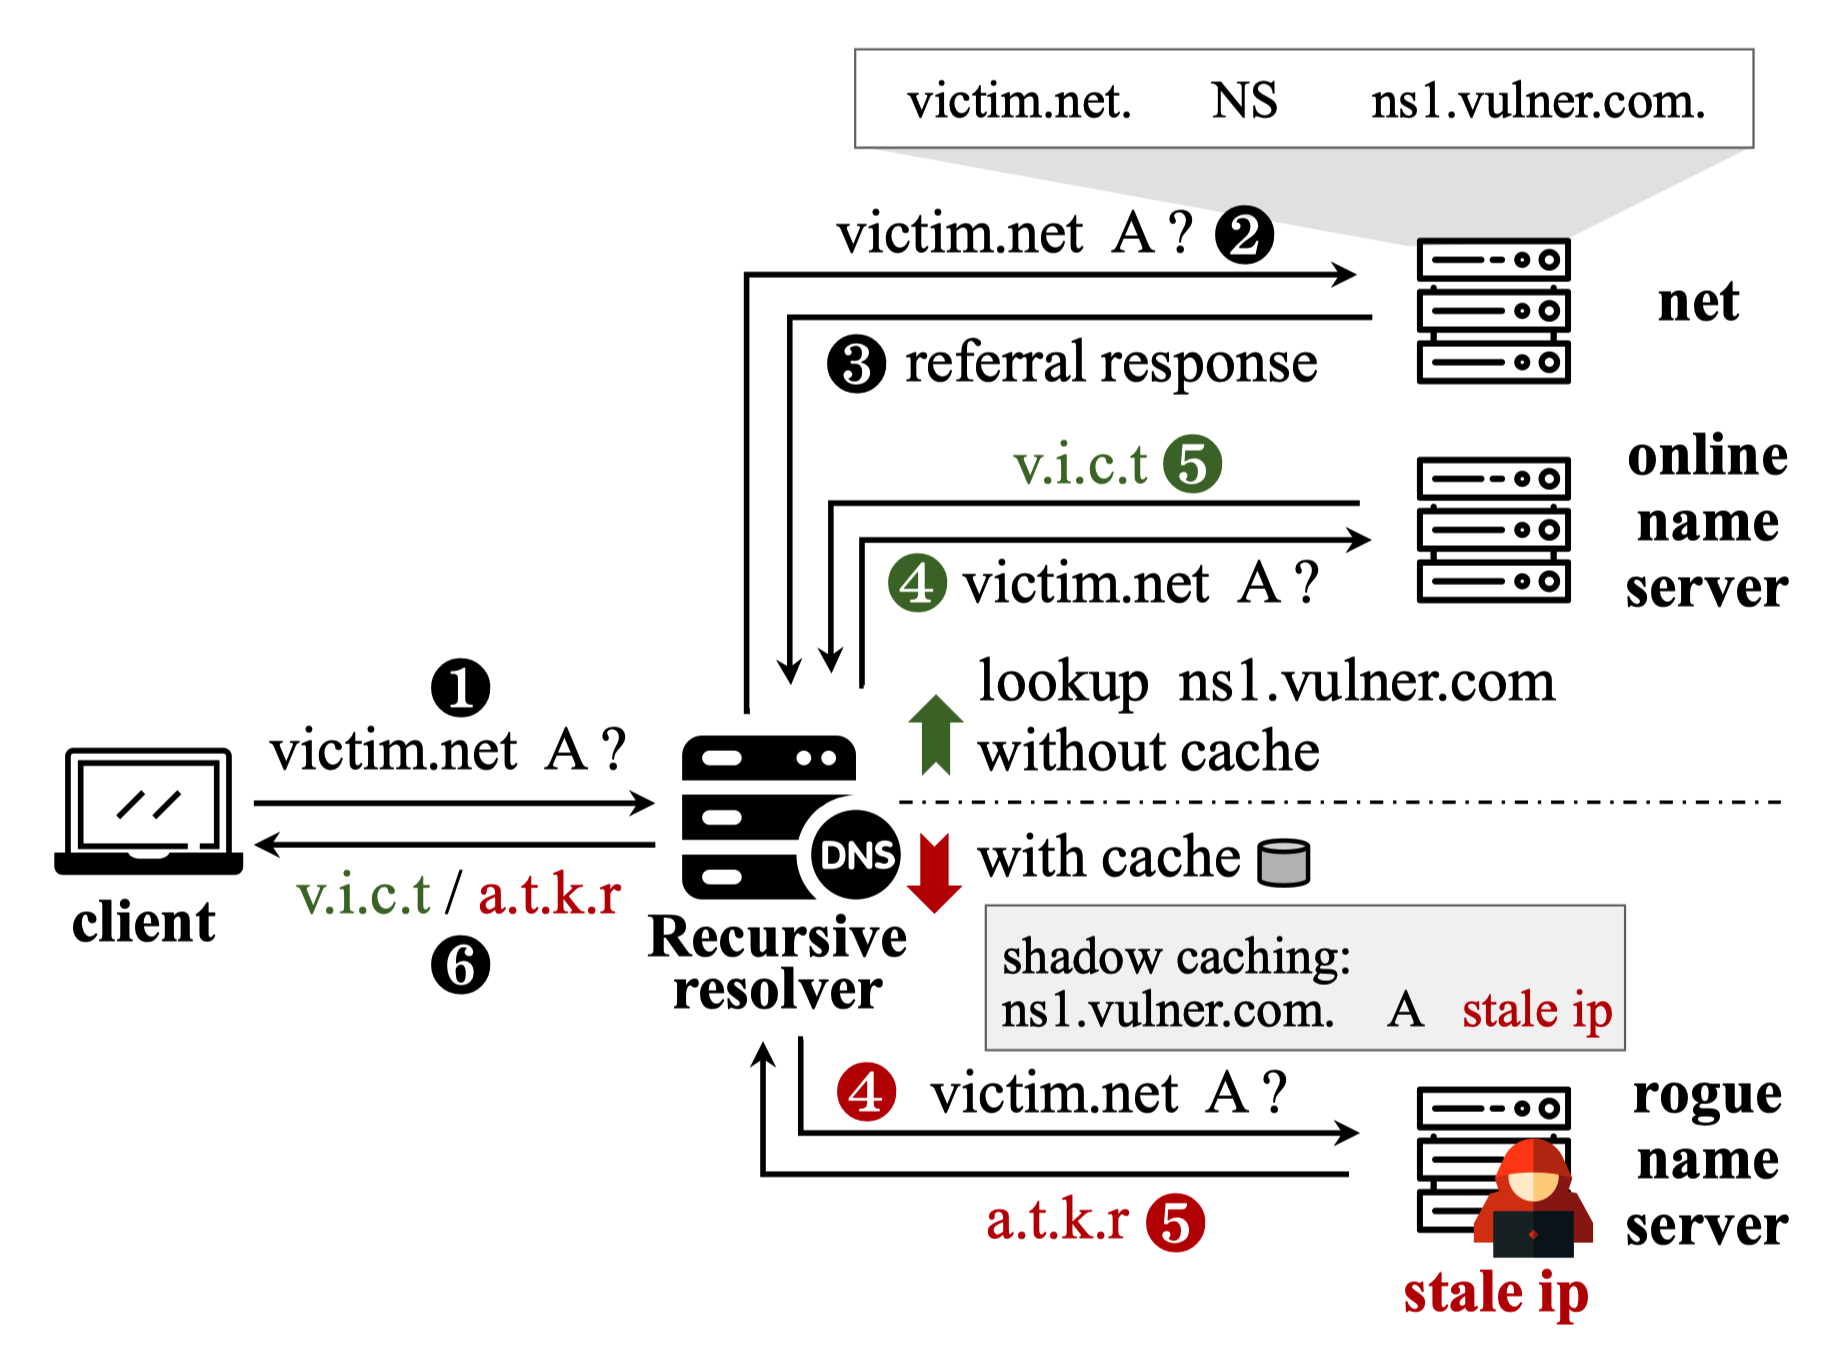 victim.net. NS ns1.vulner.com.
victim.net A ? 2
net
3 referral response
v.i.c.t 5
online
name
server
4 victim.net A ?
lookup ns1.vulner.com
without cache
1
victim.net A ?
DNS
with cache
v.i.c.t / a.t.k.r
6
client
Recursive
resolver
shadow caching:
ns1.vulner.com. A stale ip
4 victim.net A ?
rogue
name
server
a.t.k.r 5
stale ip